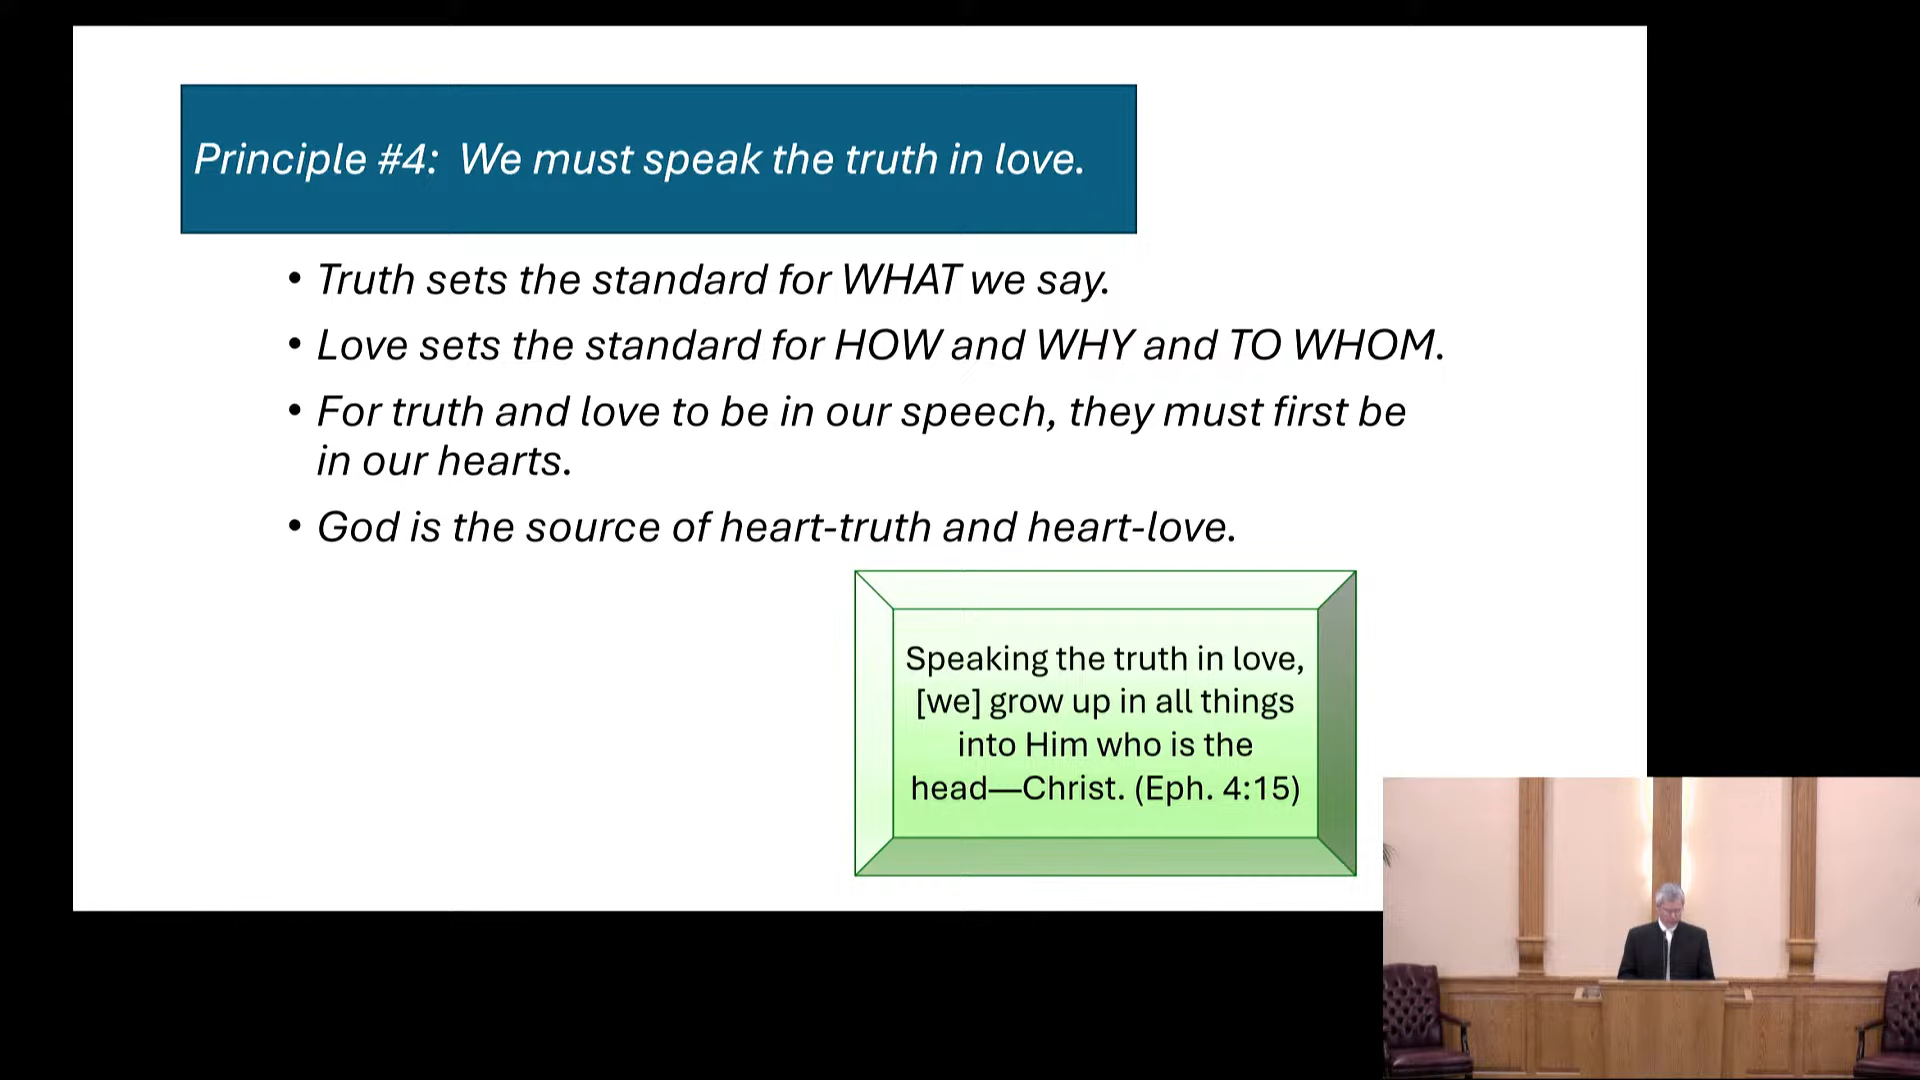 Principle #4:  We must speak the truth in love.
• Truth sets the standard for WHAT we say.
• Love sets the standard for HOW and WHY and TO WHOM.
• For truth and love to be in our speech, they must first be
in our hearts.
• God is the source of heart-truth and heart-love.
Speaking the truth in love,
[we] grow up in all things
into Him who is the
head—Christ. (Eph. 4:15)